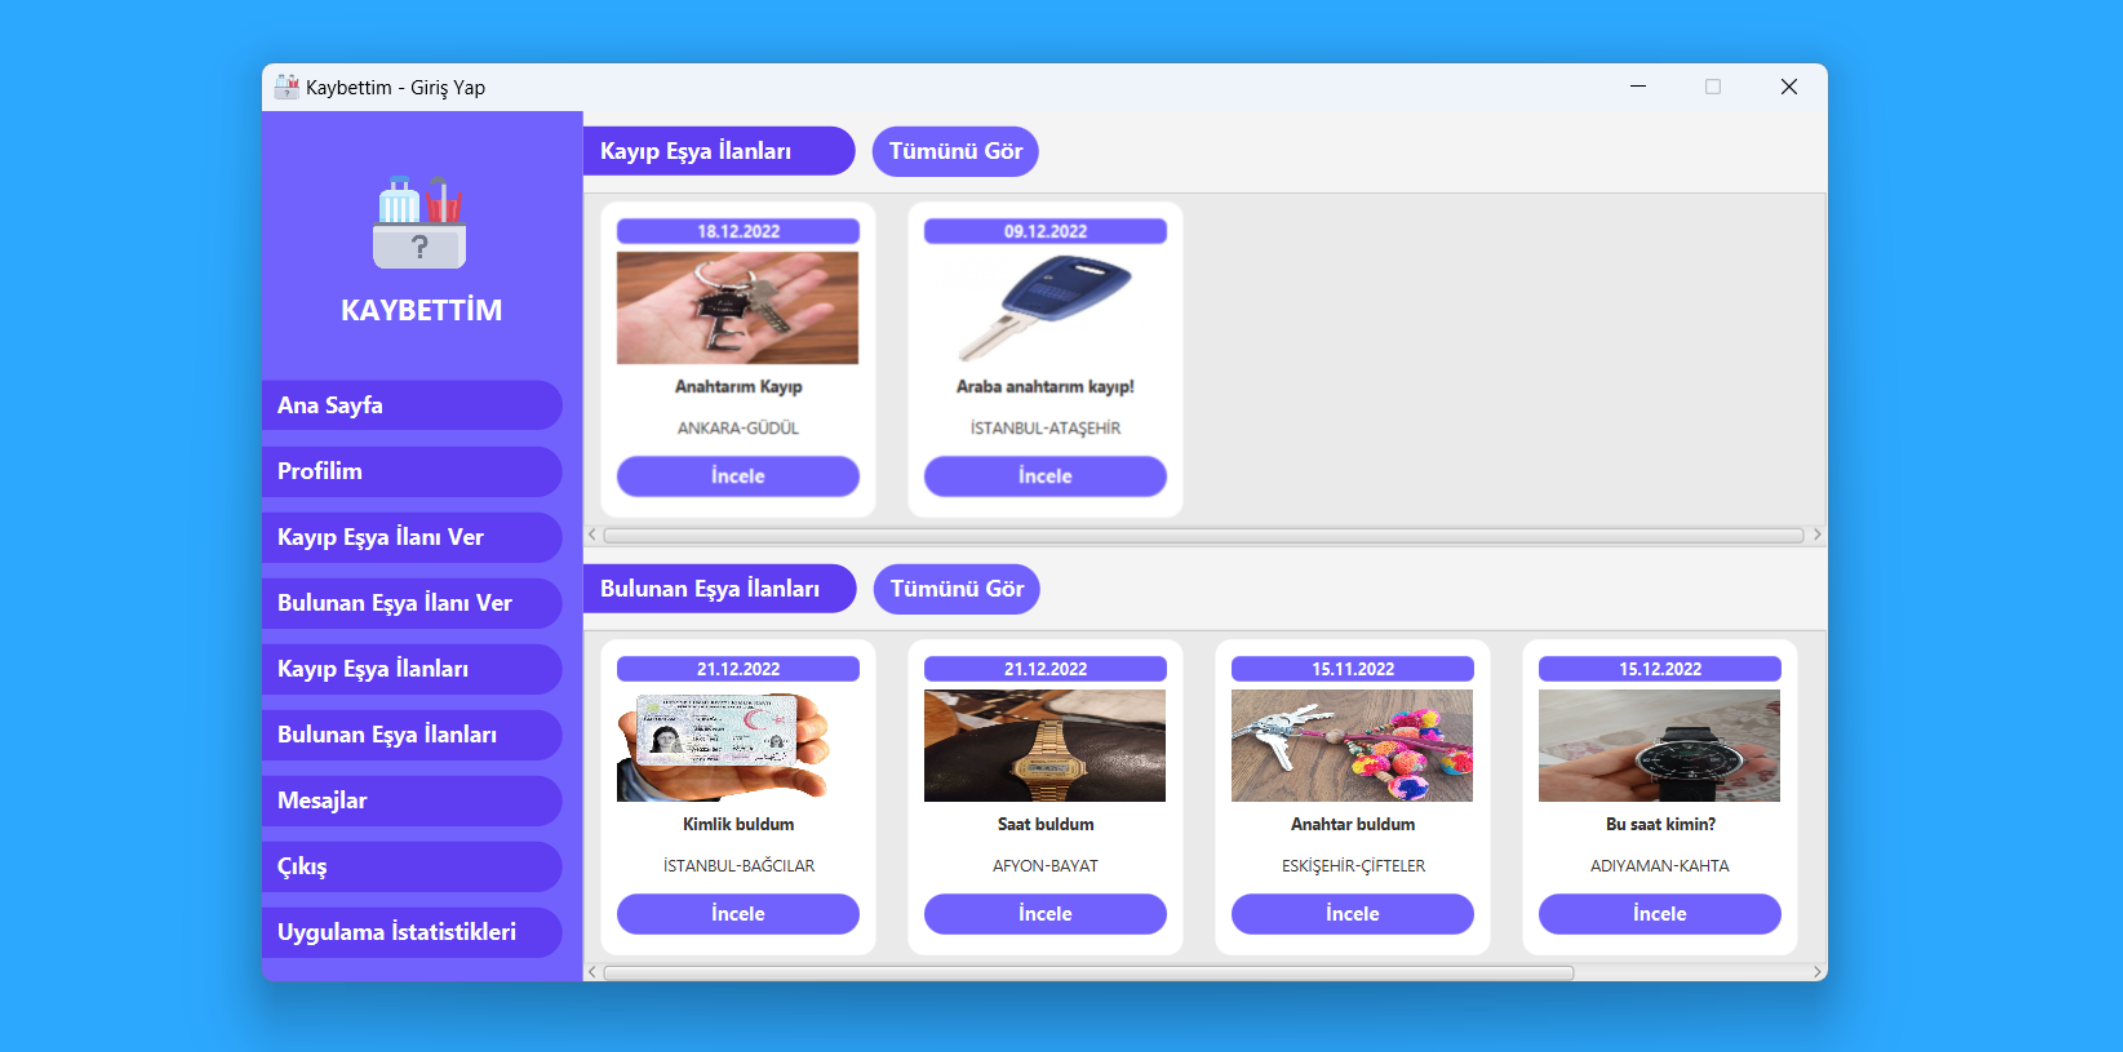 Kaybettim - Giriş Yap
?
KAYBETTİM
Ana Sayfa
Profilim
Kayıp Eşya İlanı Ver
Bulunan Eşya İlanı Ver
Kayıp Eşya İlanları
Bulunan Eşya İlanları
Mesajlar
Çıkış
Uygulama İstatistikleri
Kayıp Eşya İlanları
Tümünü Gör
18.12.2022
Anahtarım Kayıp
ANKARA-GÜDÜL
İncele
09.12.2022
Araba anahtarım kayıp!
İSTANBUL-ATAŞEHİR
İncele
Bulunan Eşya İlanları
Tümünü Gör
21.12.2022
Kimlik buldum
İSTANBUL-BAĞCILAR
İncele
21.12.2022
Saat buldum
AFYON-BAYAT
İncele
15.11.2022
Anahtar buldum
ESKİŞEHİR-ÇİFTELER
İncele
15.12.2022
Bu saat kimin?
ADIYAMAN-KAHTA
İncele